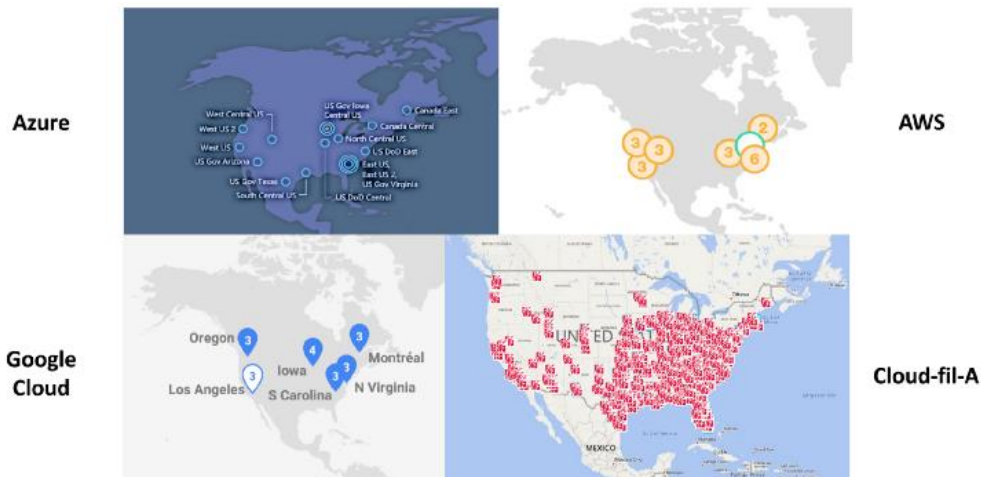 Azure
West Central US
West US 2
West US
US Gov Arizona
US Gov Texas
South Central US
US Gov Iowa
Central US
Canada East
Canada Central
North Central US
US DoD East
East US,
East US 2,
US Gov Virginia
US DoD Central
AWS
3
3
3
3
2
6
Google
Cloud
Oregon
3
Los Angeles
3
4
Iowa
3
Montréal
3
3
S Carolina
N Virginia
Cloud-fil-A
UNITED
MEXICO